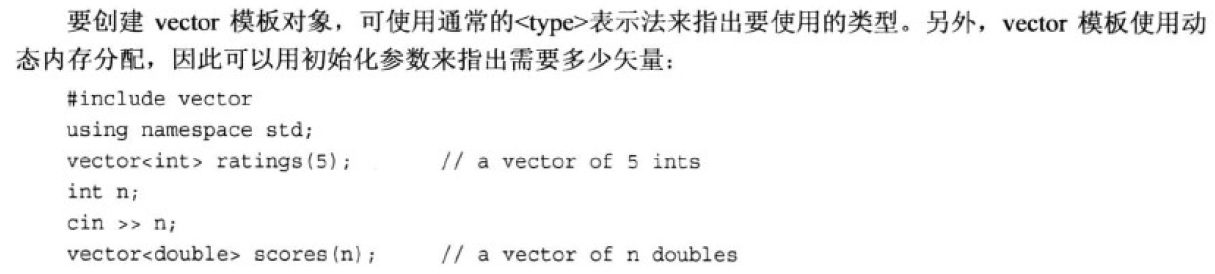 要创建 vector 模板对象，可使用通常的<type>表示法来指出要使用的类型。另外，vector 模板使用动
态内存分配，因此可以用初始化参数来指出需要多少矢量：
#include vector
using namespace std;
vector<int> ratings(5); // a vector of 5 ints
int n;
cin >> n;
vector<double> scores(n); // a vector of n doubles